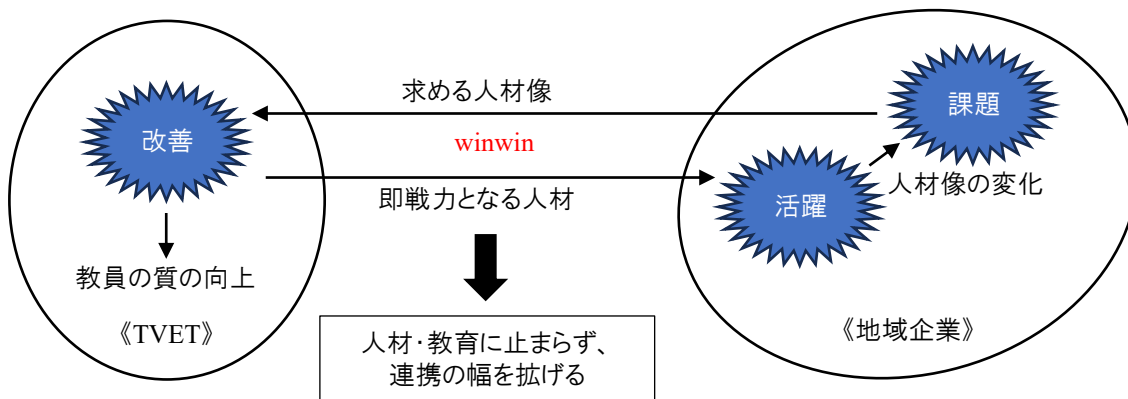 求める人材像
課題
改善
winwin
人材像の変化
即戦力となる人材
活躍
教員の質の向上
《TVET》
《地域企業》
人材・教育に止まらず、
連携の幅を拡げる